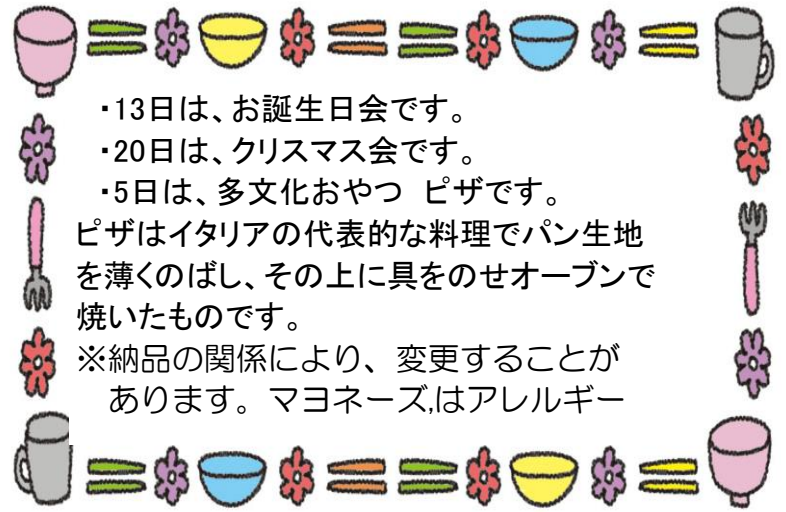 ・13日は、お誕生日会です。
・20日は、クリスマス会です。
・5日は、多文化おやつ ピザです。
ピザはイタリアの代表的な料理でパン生地
を薄くのばし、その上に具をのせオーブンで
焼いたものです。
※納品の関係により、変更することが
あります。マヨネーズ,はアレルギー